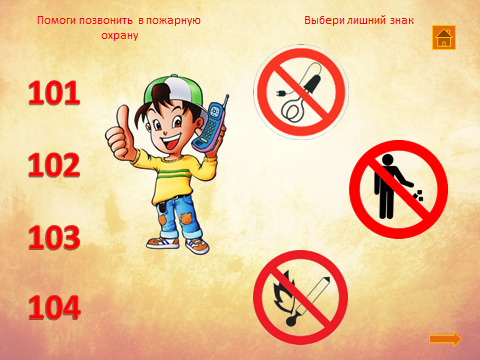 Помоги позвонить в пожарную
охрану
Выбери лишний знак
101
102
103
104